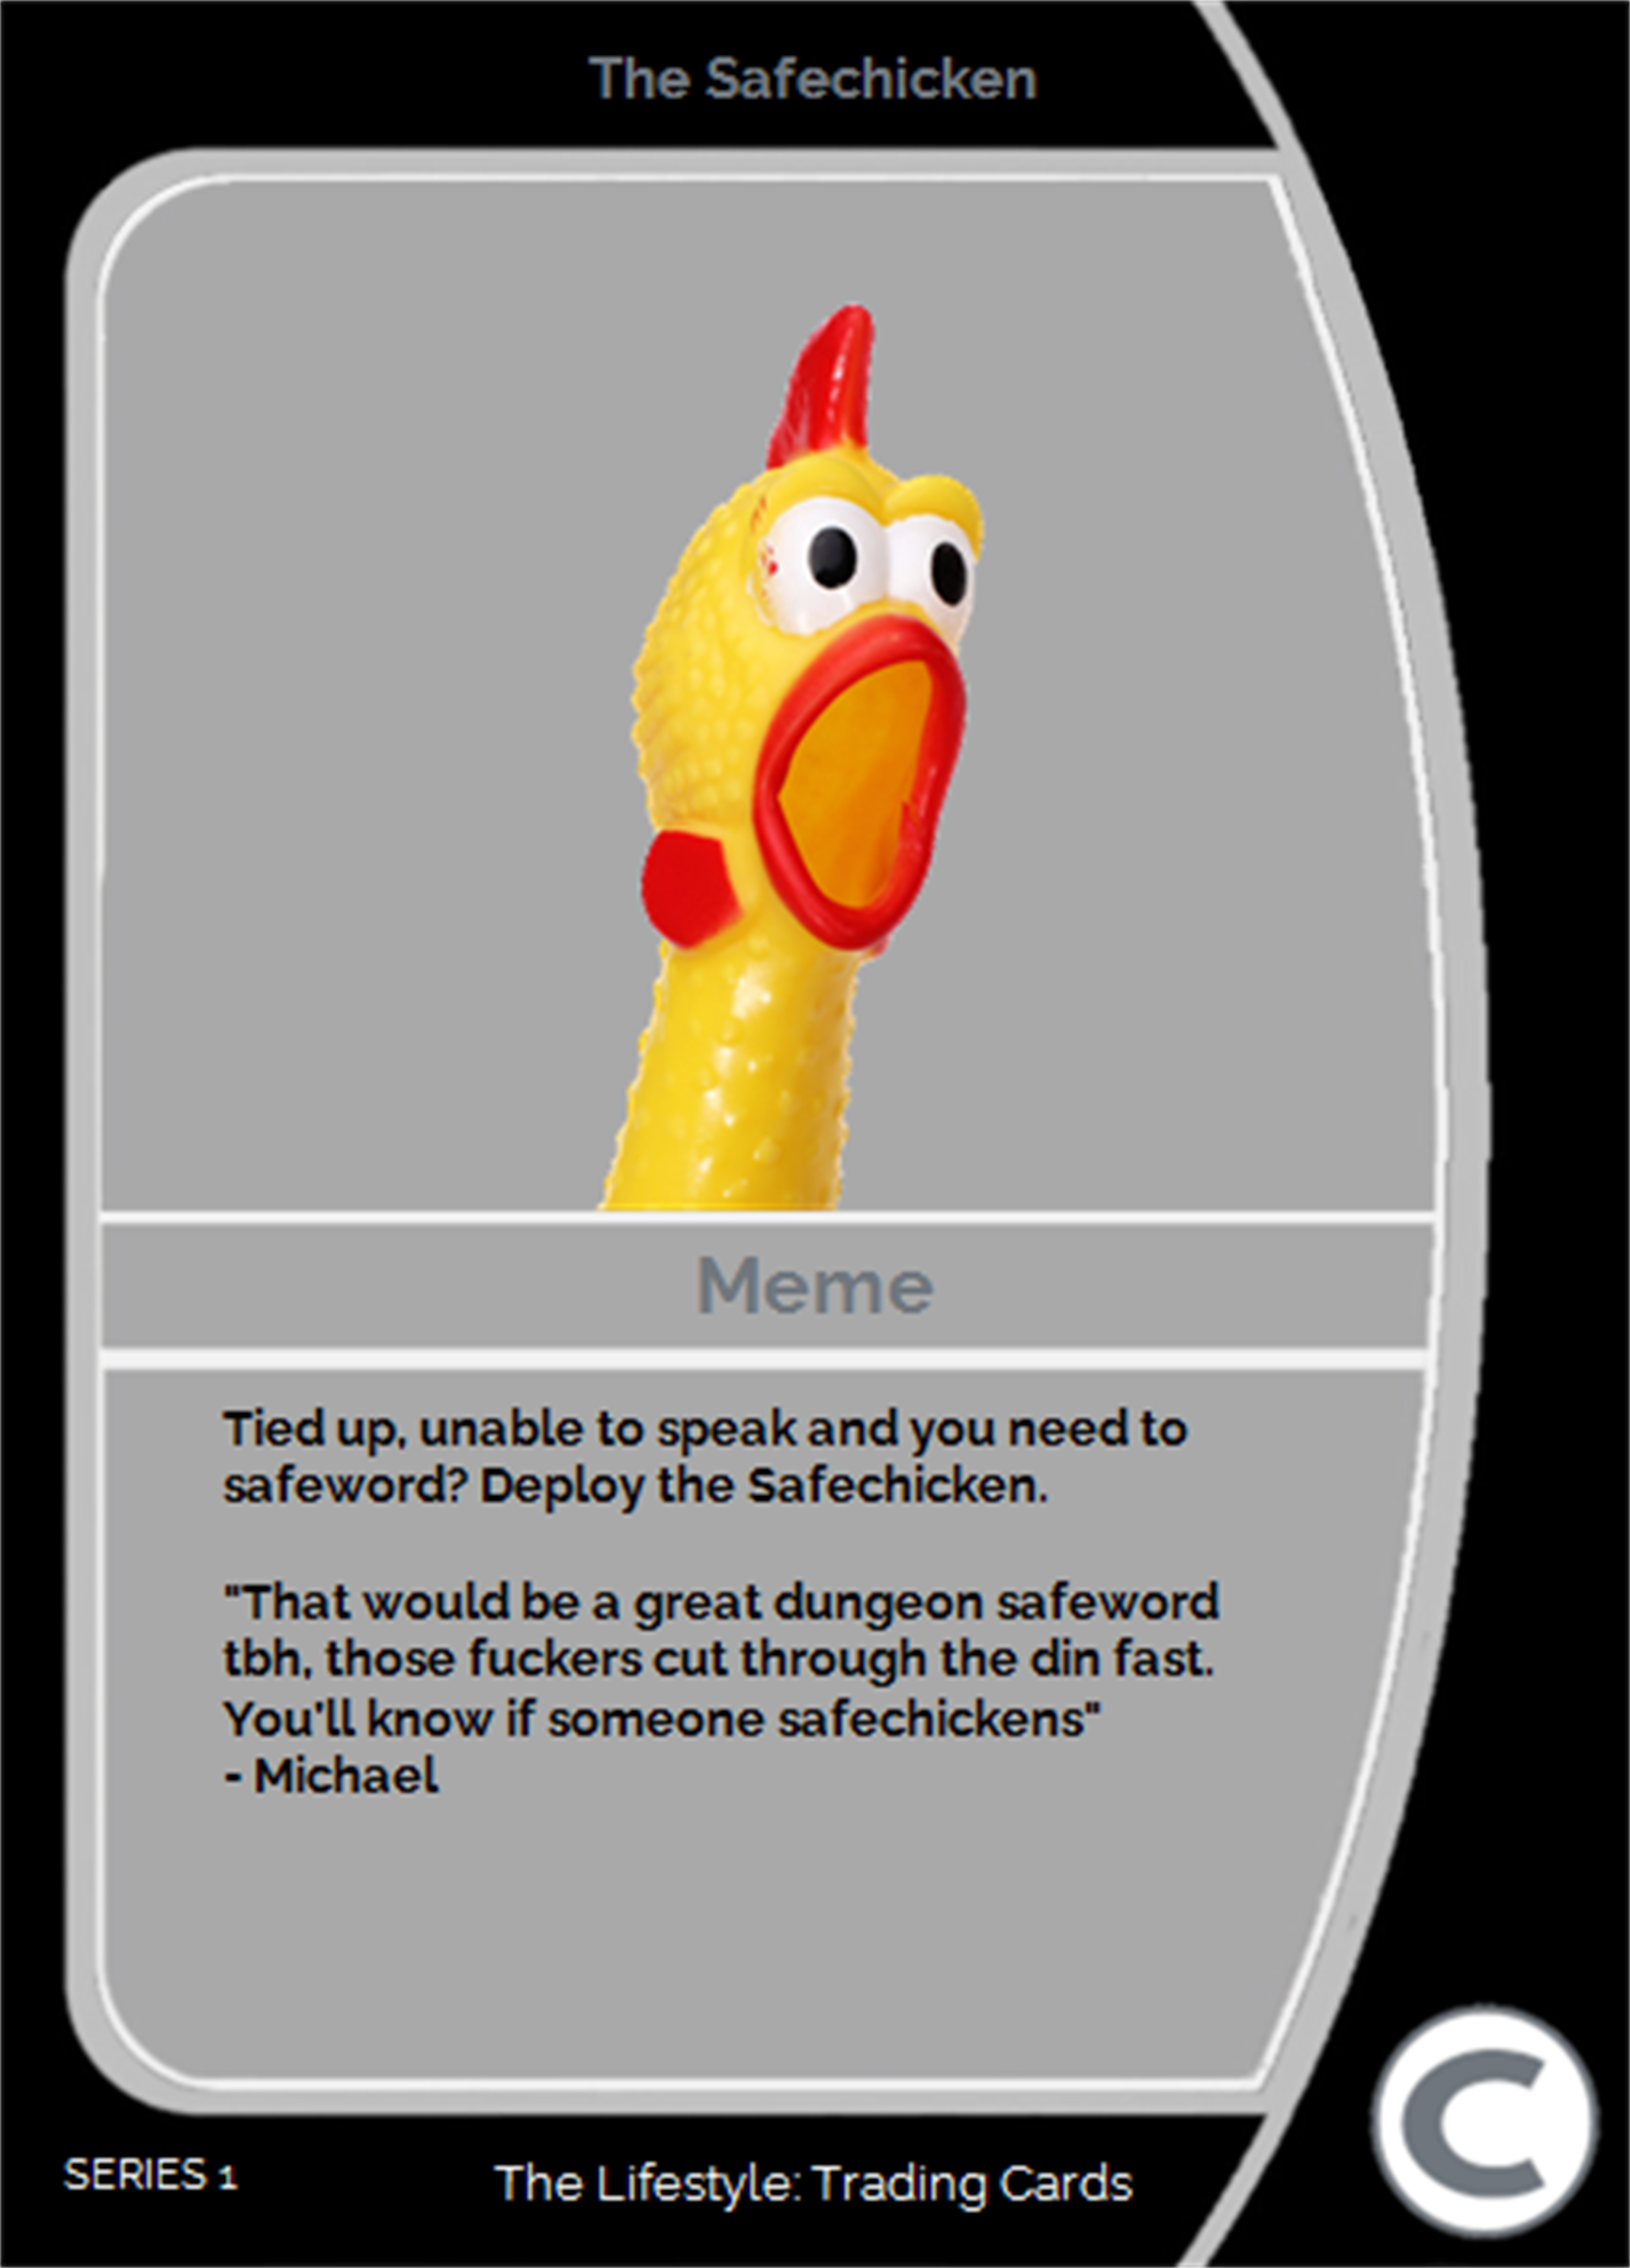 The Safechicken
Meme
Tied up, unable to speak and you need to
safeword? Deploy the Safechicken.
"That would be a great dungeon safeword
tbh, those fuckers cut through the din fast.
You'll know if someone safechickens"
- Michael
C
SERIES 1
The Lifestyle: Trading Cards